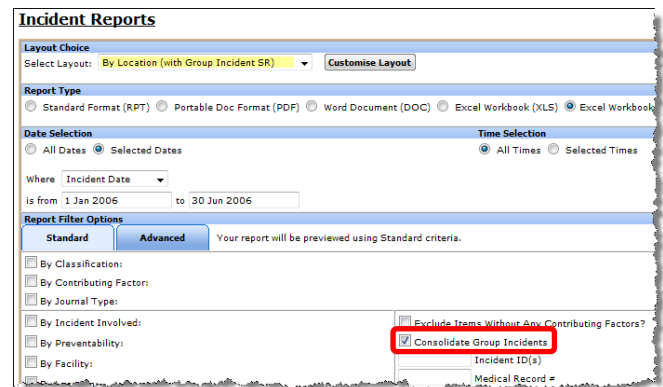 Incident Reports
Layout Choice
Select Layout: By Location (with Group Incident SR) Customise Layout
Report Type
Standard Format (RPT) Portable Doc Format (PDF) Word Document (DOC) Excel Workbook (XLS) Excel Workbook
Date Selection Time Selection
All Dates Selected Dates All Times Selected Times
Where Incident Date
is from 1 Jan 2006 to 30 Jun 2006
Report Filter Options
Standard Advanced Your report will be previewed using Standard criteria.
By Classification:
By Contributing Factor:
By Journal Type:
By Incident Involved: Exclude Items Without Any Contributing Factors?
By Preventability: Consolidate Group Incidents
By Facility: Incident ID(s)
Medical Record #